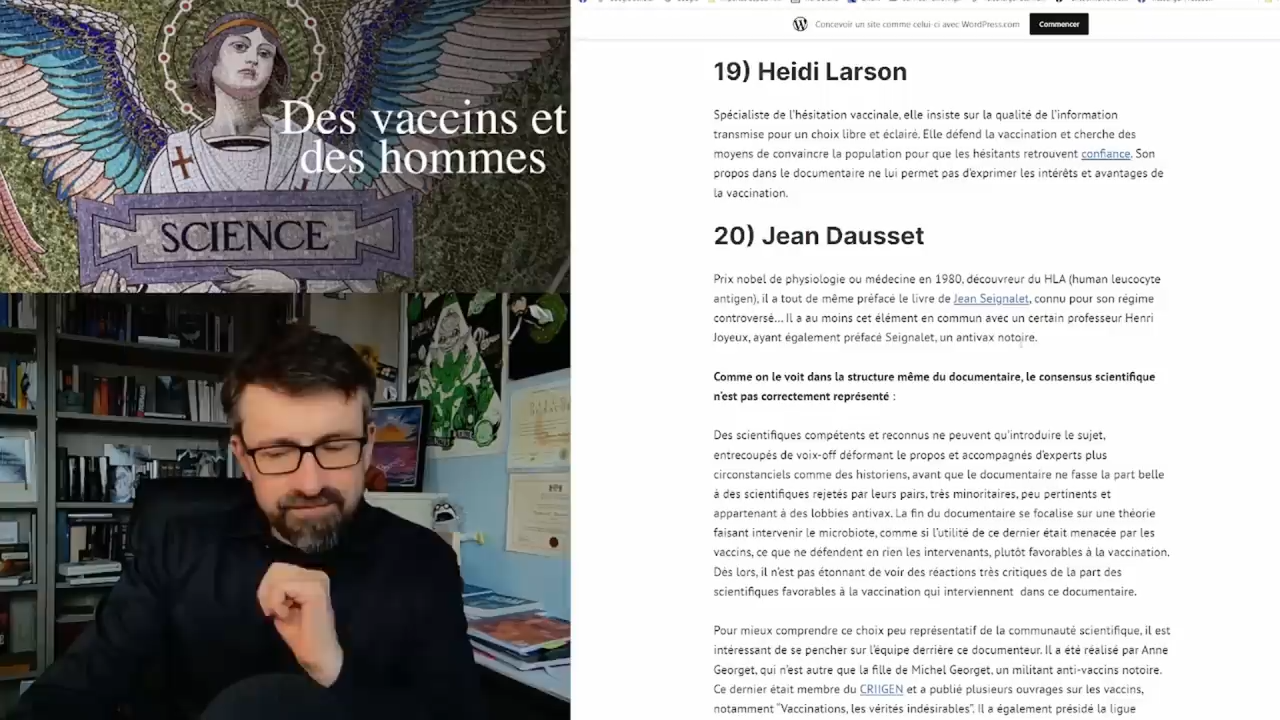 Des vaccins et
des hommes
SCIENCE
Concevoir un site comme celui-ci avec WordPress.com
Commencer
19) Heidi Larson
Spécialiste de l'hésitation vaccinale, elle insiste sur la qualité de l'information
transmise pour un choix libre et éclairé. Elle défend la vaccination et cherche des
moyens de convaincre la population pour que les hésitants retrouvent confiance. Son
propos dans le documentaire ne lui permet pas d'exprimer les intérêts et avantages de
la vaccination.
20) Jean Dausset
Prix nobel de physiologie ou médecine en 1980, découvreur du HLA (human leucocyte
antigen), il a tout de même préfacé le livre de Jean Seignalet, connu pour son régime
controversé... Il a au moins cet élément en commun avec un certain professeur Henri
Joyeux, ayant également préfacé Seignalet, un antivax notoire.
Comme on le voit dans la structure même du documentaire, le consensus scientifique
n'est pas correctement représenté :
Des scientifiques compétents et reconnus ne peuvent qu'introduire le sujet,
entrecoupés de voix-off déformant le propos et accompagnés d'experts plus
circonstanciels comme des historiens, avant que le documentaire ne fasse la part belle
à des scientifiques rejetés par leurs pairs, très minoritaires, peu pertinents et
appartenant à des lobbies antivax. La fin du documentaire se focalise sur une théorie
faisant intervenir le microbiote, comme si l'utilité de ce dernier était menacée par les
vaccins, ce que ne défendent en rien les intervenants, plutôt favorables à la vaccination.
Dès lors, il n'est pas étonnant de voir des réactions très critiques de la part des
scientifiques favorables à la vaccination qui interviennent dans ce documentaire.
Pour mieux comprendre ce choix peu représentatif de la communauté scientifique, il est
intéressant de se pencher sur l'équipe derrière ce documenteur. Il a été réalisé par Anne
Georget, qui n'est autre que la fille de Michel Georget, un militant anti-vaccins notoire.
Ce dernier était membre du CRIIGEN et a publié plusieurs ouvrages sur les vaccins,
notamment "Vaccinations, les vérités indésirables". Il a également présidé la ligue